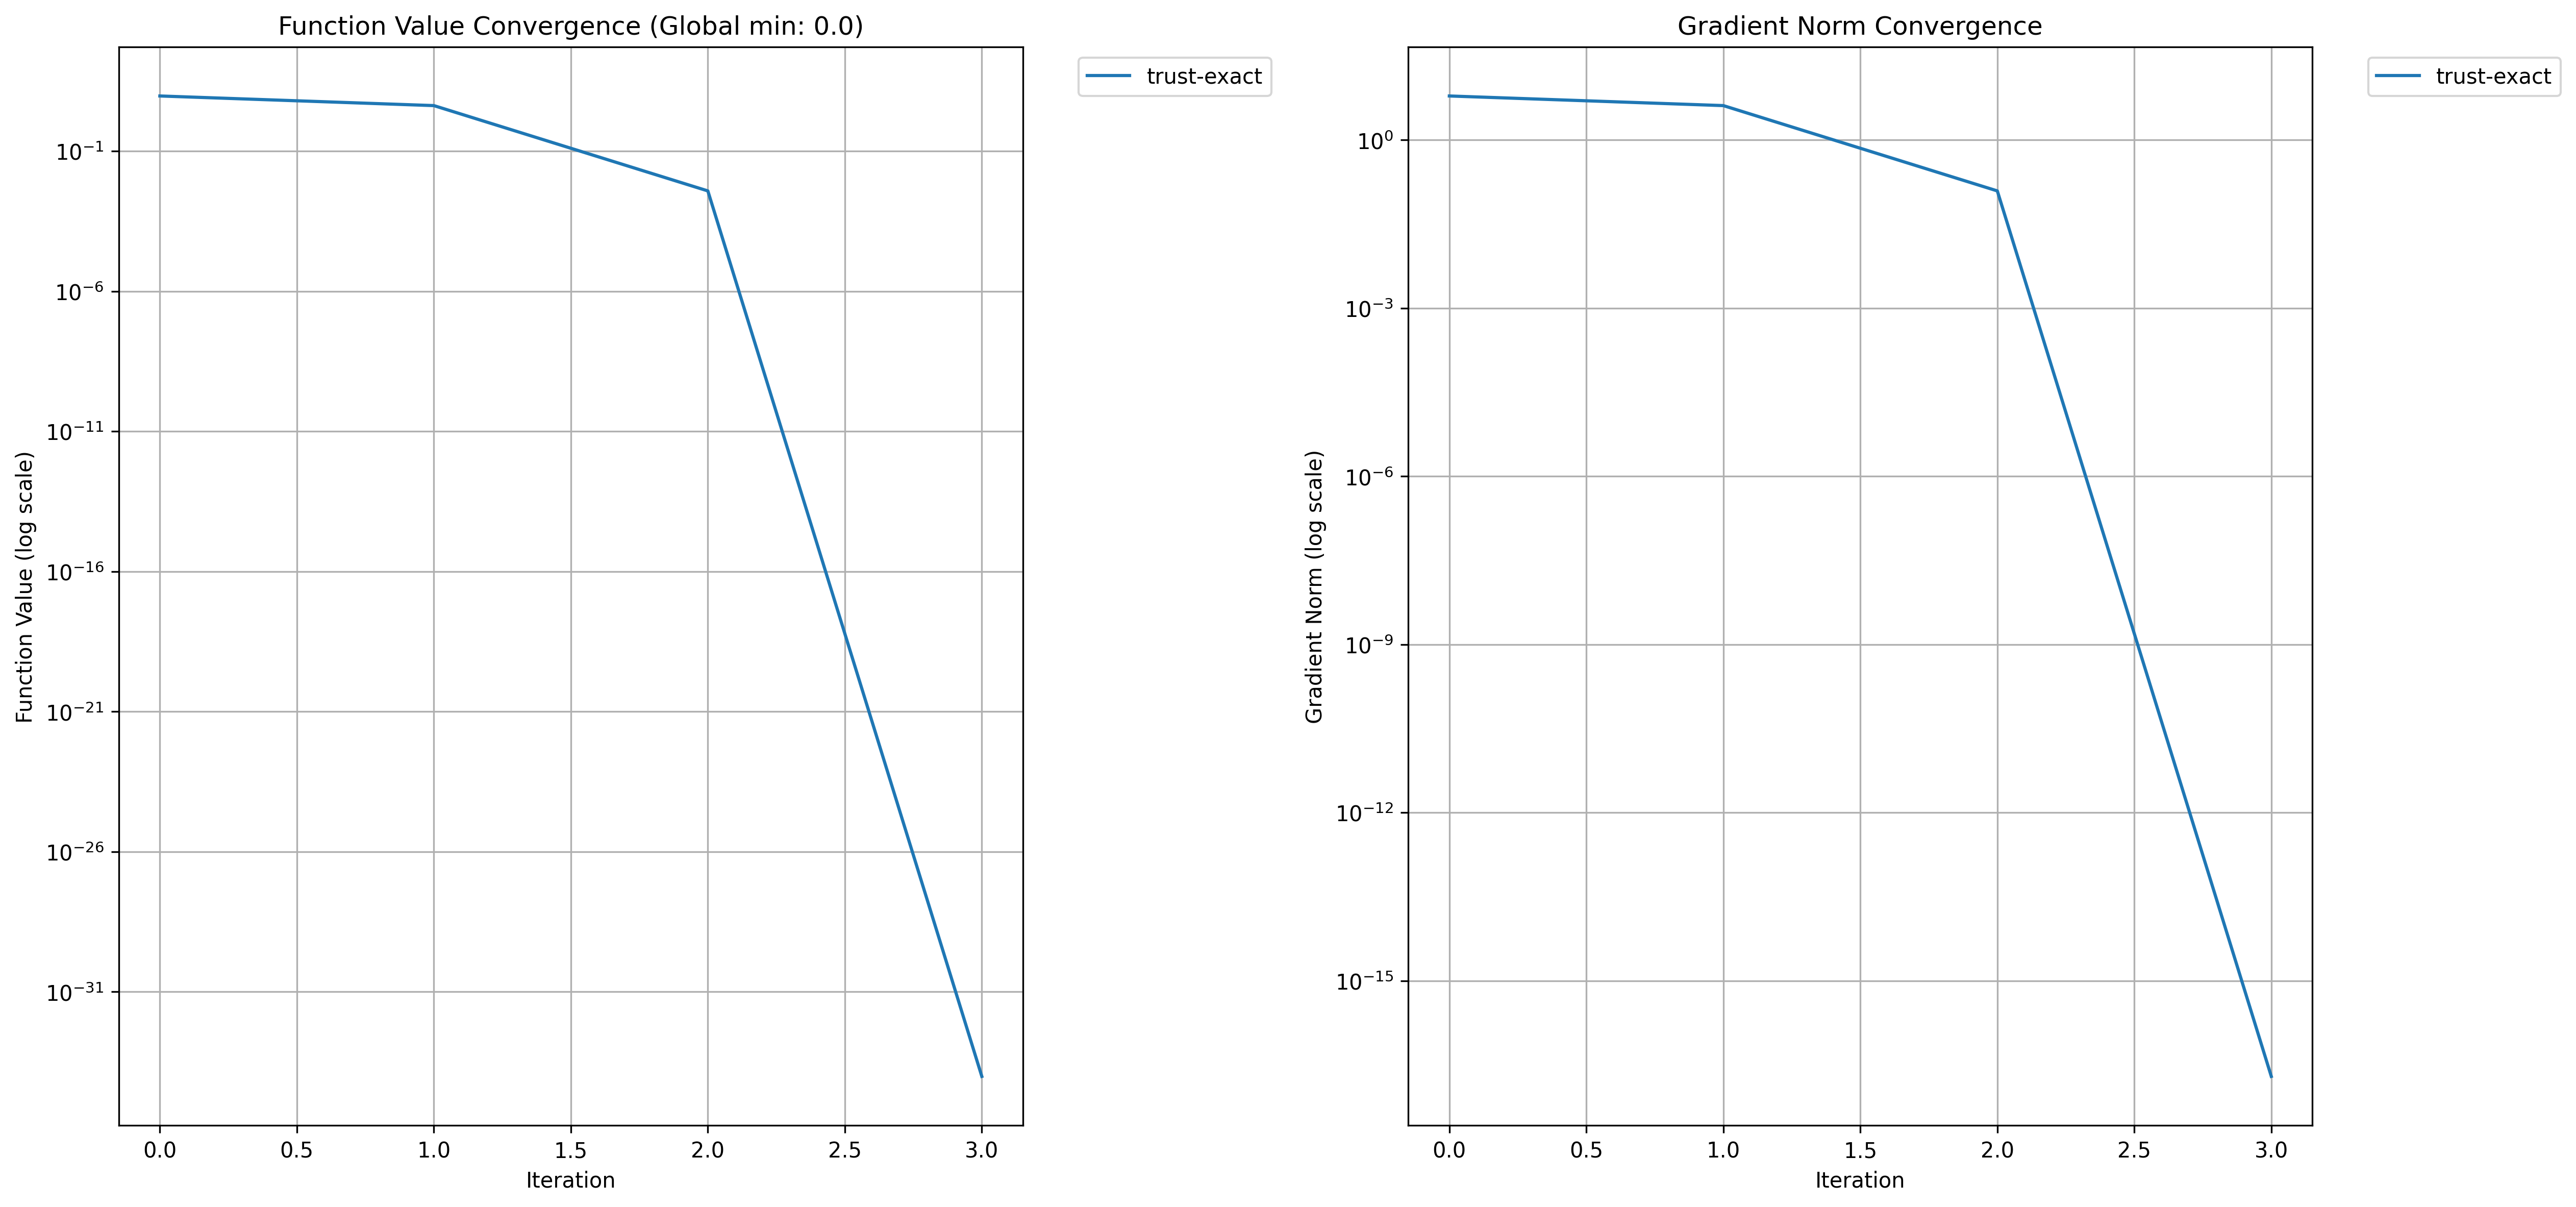 Function Value Convergence (Global min: 0.0)
trust-exact
Function Value (log scale)
10⁻¹
10⁻⁶
10⁻¹¹
10⁻¹⁶
10⁻²¹
10⁻²⁶
10⁻³¹
0.0 0.5 1.0 1.5 2.0 2.5 3.0
Iteration
Gradient Norm Convergence
trust-exact
Gradient Norm (log scale)
10⁰
10⁻³
10⁻⁶
10⁻⁹
10⁻¹²
10⁻¹⁵
0.0 0.5 1.0 1.5 2.0 2.5 3.0
Iteration